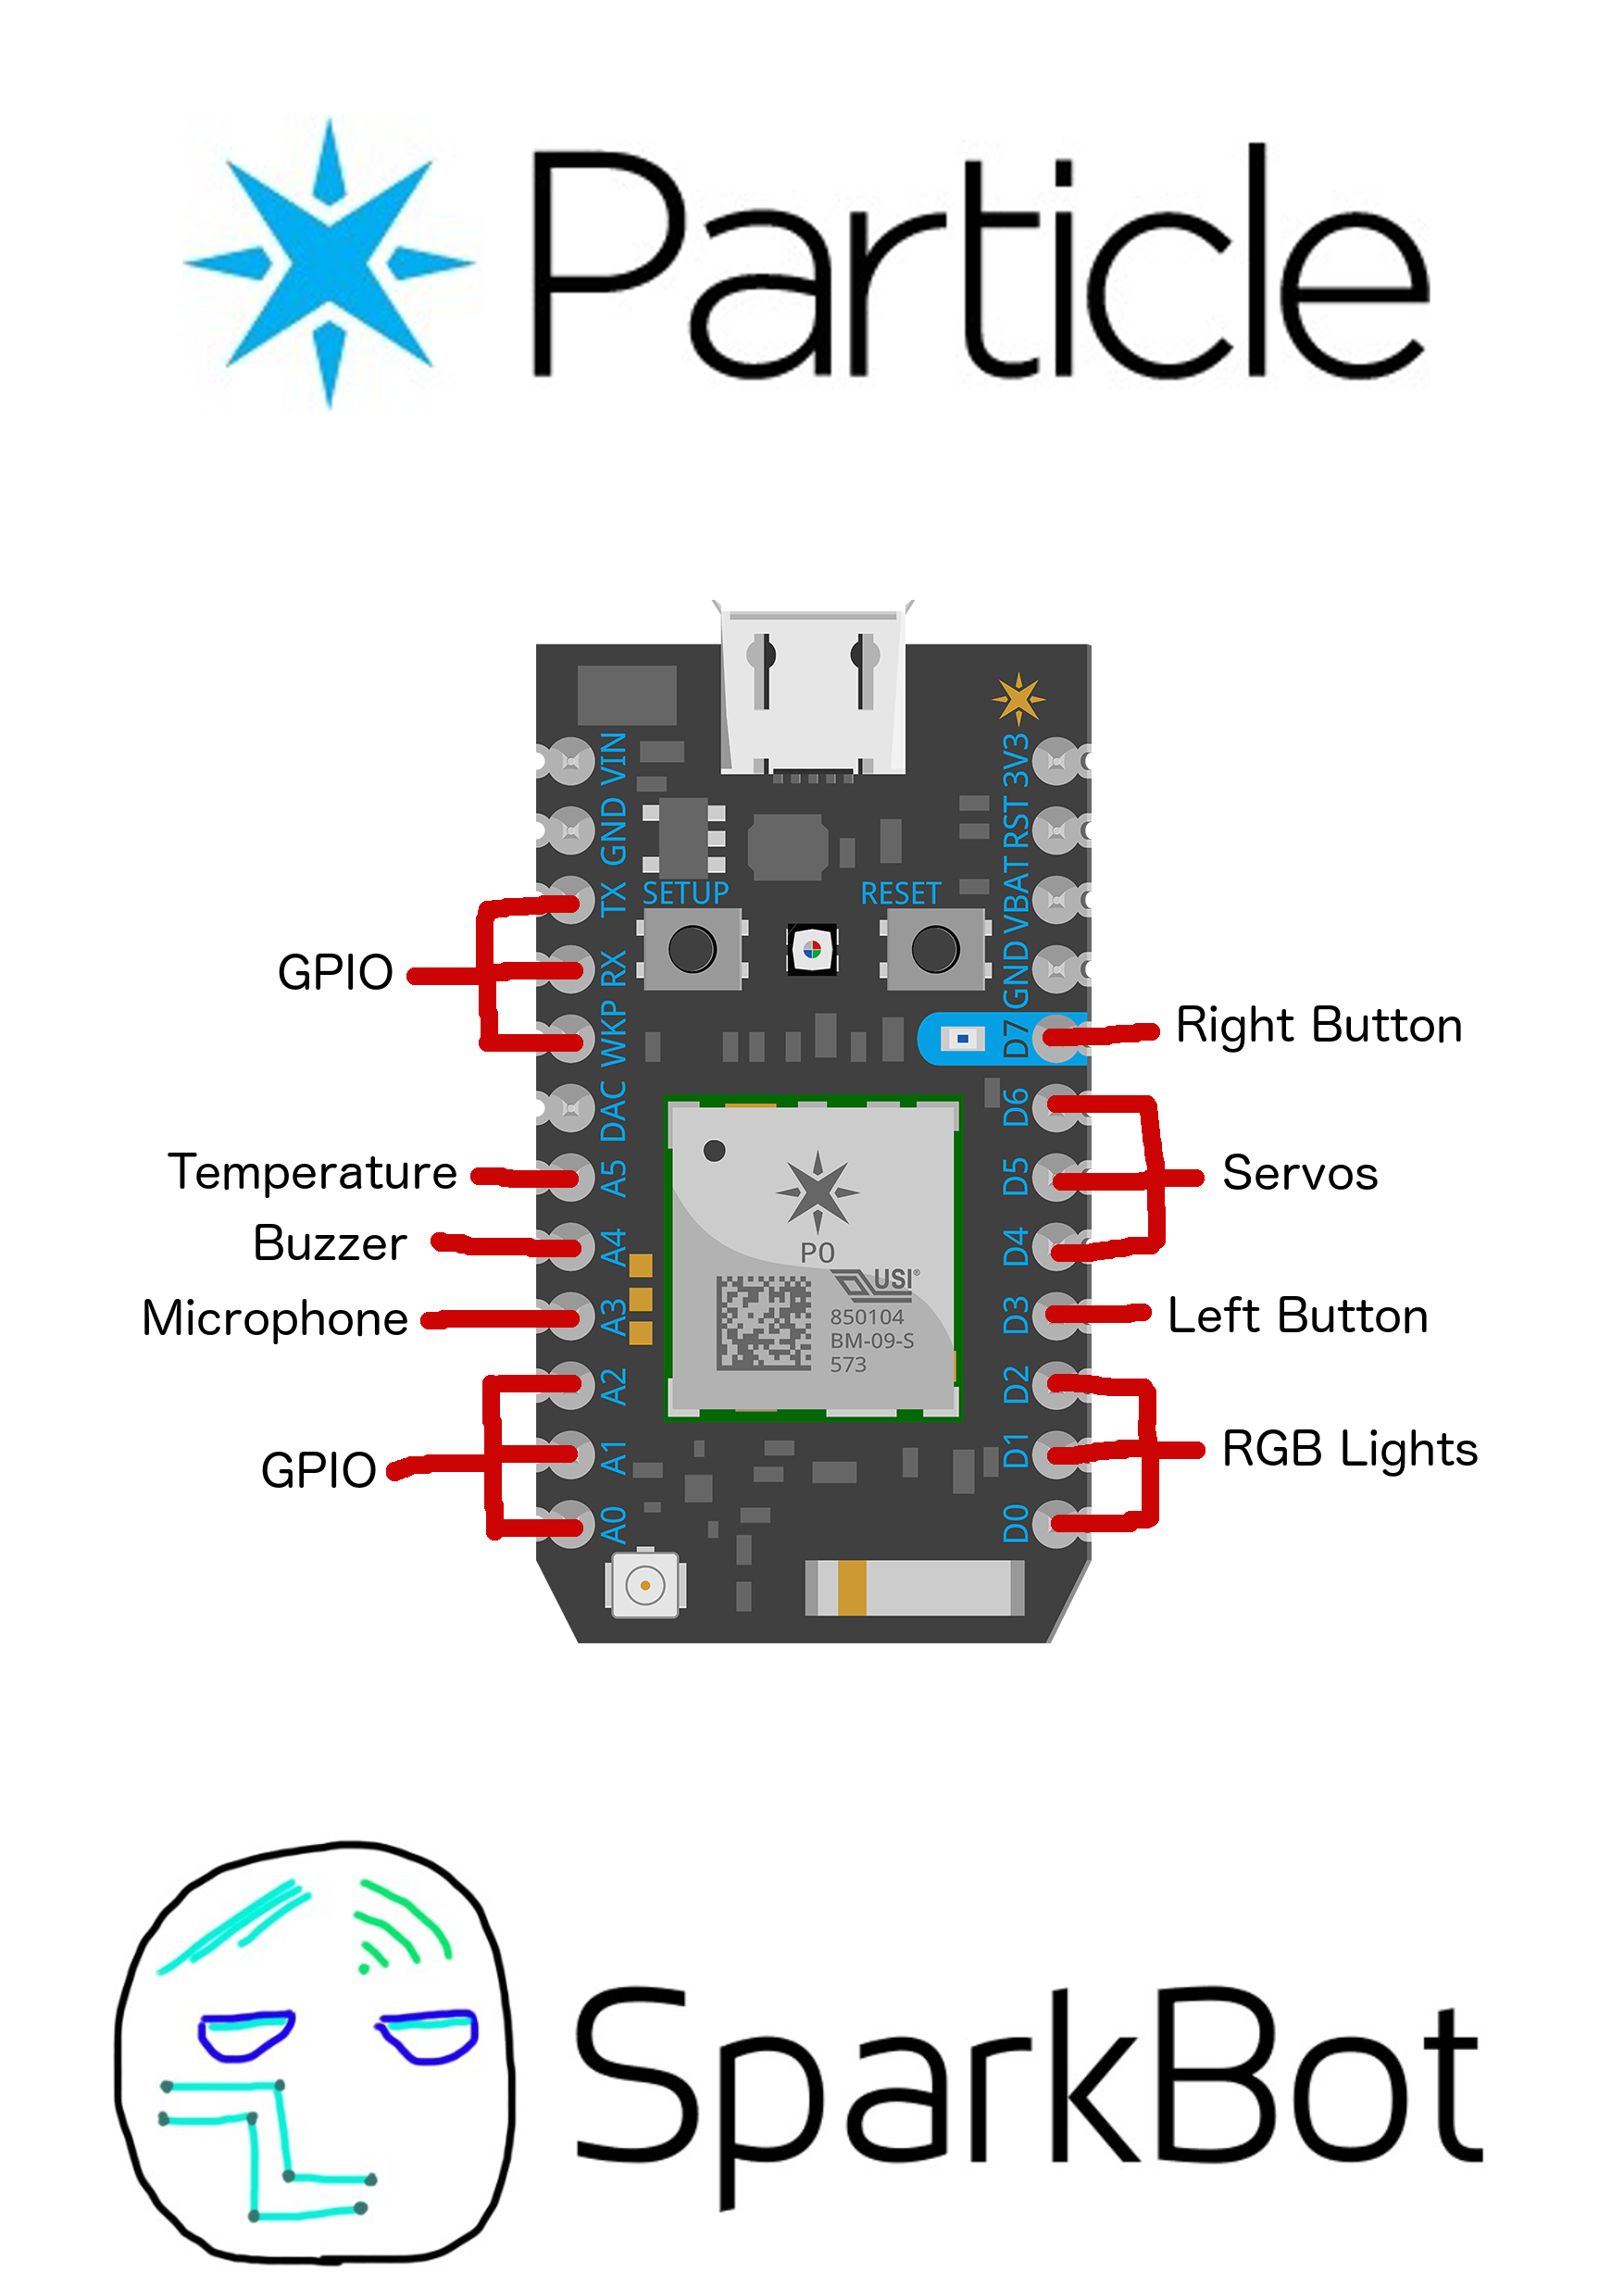 Particle
VIN
3V3
GND
RST
TX
SETUP
RESET
VBAT
GPIO
RX
GND
WKP
D7
Right Button
DAC
D6
Temperature
A5
D5
Servos
P0
Buzzer
A4
D4
USI®
Microphone
A3
850104
D3
Left Button
BM-09-S
573
A2
D2
GPIO
A1
D1
RGB Lights
A0
D0
SparkBot